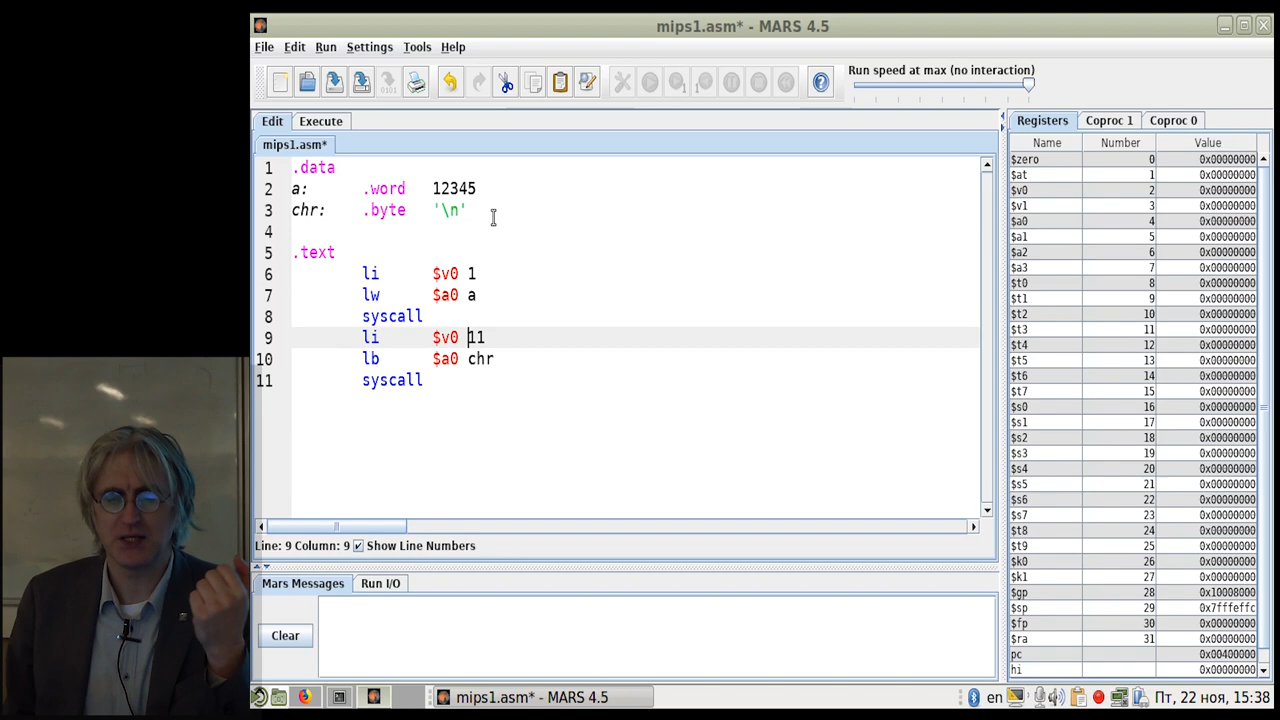 mips1.asm* - MARS 4.5
File Edit Run Settings Tools Help
Run speed at max (no interaction)
Edit Execute
mips1.asm*
1 .data
2 a: .word 12345
3 chr: .byte '\n'
4
5 .text
6 li $v0 1
7 lw $a0 a
8 syscall
9 li $v0 11
10 lb $a0 chr
11 syscall
Line: 9 Column: 9 Show Line Numbers
Mars Messages Run I/O
Clear
Registers Coproc 1 Coproc 0
Name Number Value
$zero 0 0x00000000
$at 1 0x00000000
$v0 2 0x00000000
$v1 3 0x00000000
$a0 4 0x00000000
$a1 5 0x00000000
$a2 6 0x00000000
$a3 7 0x00000000
$t0 8 0x00000000
$t1 9 0x00000000
$t2 10 0x00000000
$t3 11 0x00000000
$t4 12 0x00000000
$t5 13 0x00000000
$t6 14 0x00000000
$t7 15 0x00000000
$s0 16 0x00000000
$s1 17 0x00000000
$s2 18 0x00000000
$s3 19 0x00000000
$s4 20 0x00000000
$s5 21 0x00000000
$s6 22 0x00000000
$s7 23 0x00000000
$t8 24 0x00000000
$t9 25 0x00000000
$k0 26 0x00000000
$k1 27 0x00000000
$gp 28 0x10008000
$sp 29 0x7fffeffc
$fp 30 0x00000000
$ra 31 0x00000000
pc 0x00400000
hi 0x00000000
mips1.asm* - MARS 4.5
en
Пт, 22 ноя, 15:38